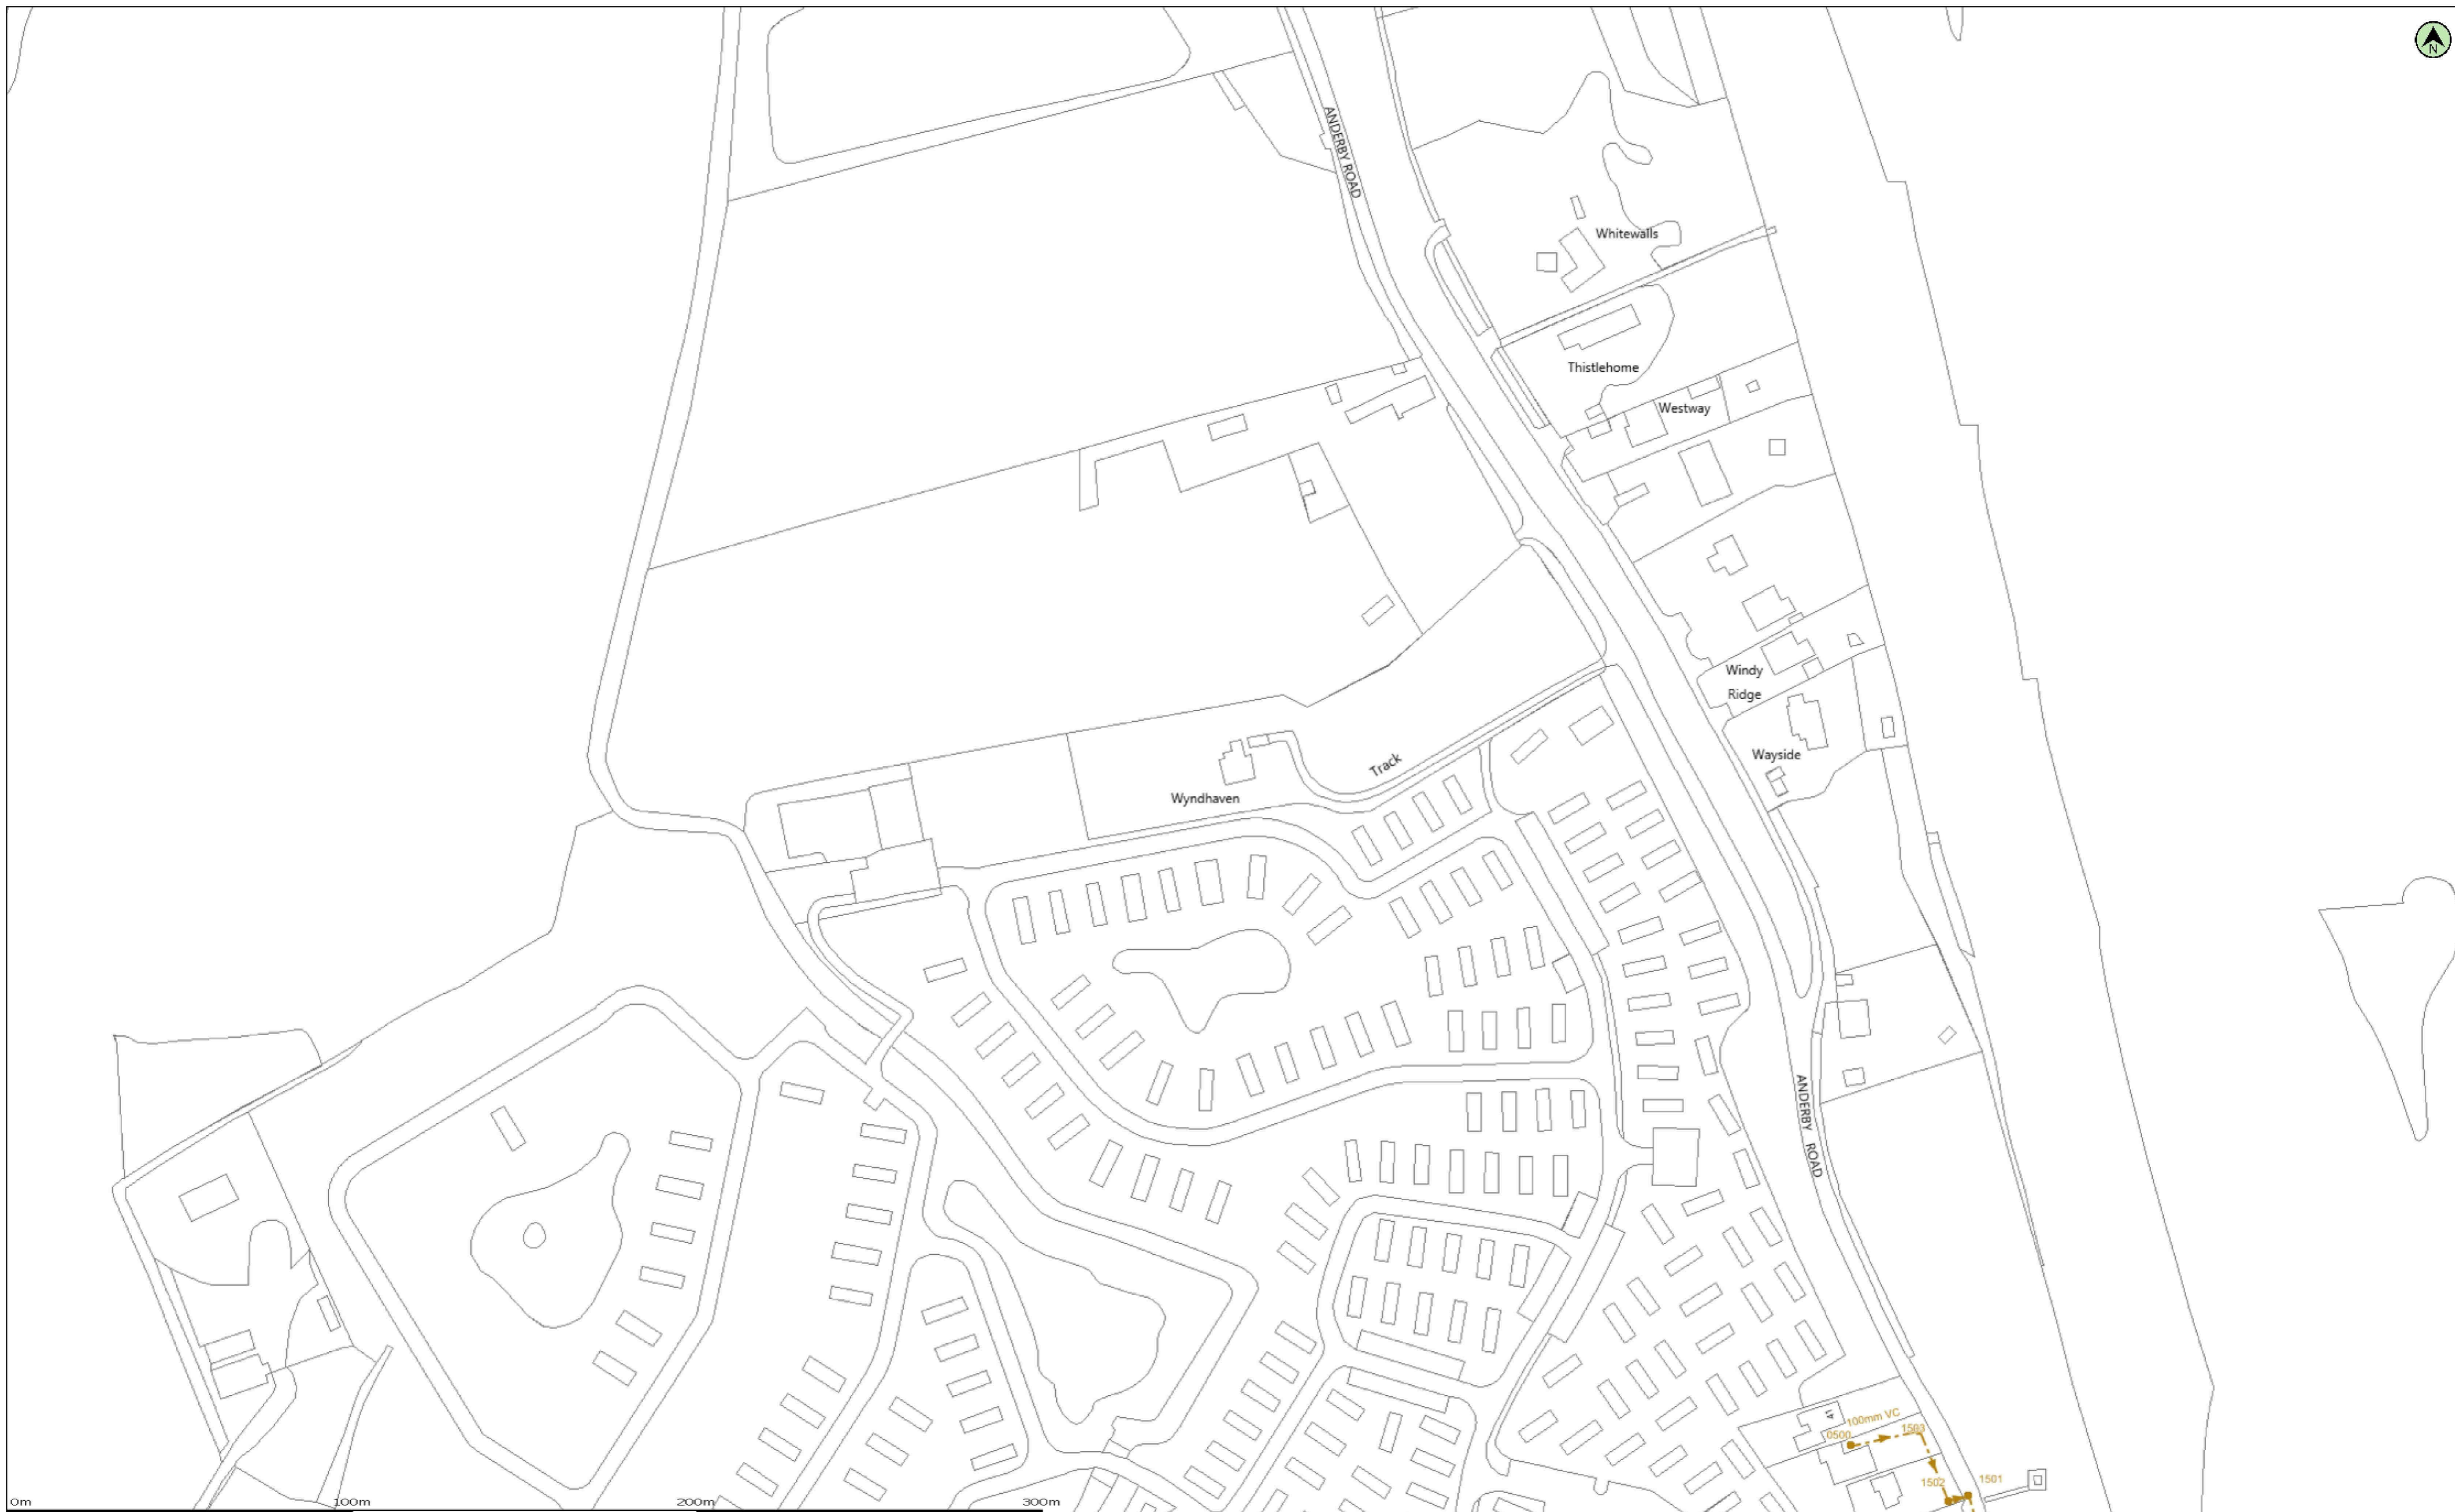 N
ANDERBY ROAD
Whitewalls
Thistlehome
Westway
Windy
Ridge
Wayside
Track
Wyndhaven
ANDERBY ROAD
100mm VC
0500
1503
1502
1501
0m
100m
200m
300m